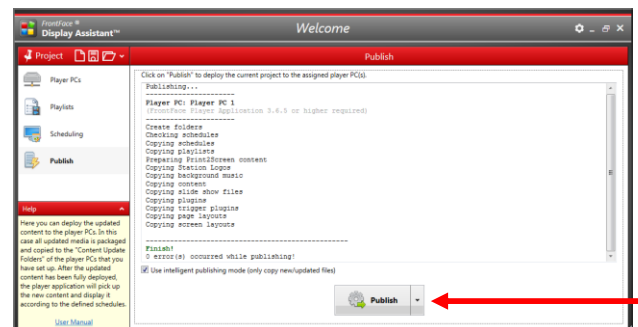 FrontFace ®
Display Assistant™
Welcome
Project
Publish
Player PCs
Playlists
Scheduling
Publish
Help
Here you can deploy the updated
content to the player PCs. In this
case all updated media is packaged
and copied to the "Content Update
Folders" of the player PCs that you
have set up. After the updated
content has been fully deployed,
the player application will pick up
the new content and display it
according to the defined schedules.
User Manual
Click on "Publish" to deploy the current project to the assigned player PC(s).
Publishing...
----------------------
Player PC: Player PC 1
(FrontFace Player Application 3.6.0 or higher required)
----------------------
Create folders
Checking schedules
Copying schedules
Copying playlists
Preparing Print2Screen content
Copying Station Logos
Copying background music
Copying content
Copying slide show files
Copying plugins
Copying trigger plugins
Copying page layouts
Copying screen layouts
--------------------------------------------------
Finish!
0 error(s) occurred while publishing!
Use intelligent publishing mode (only copy new/updated files)
Publish